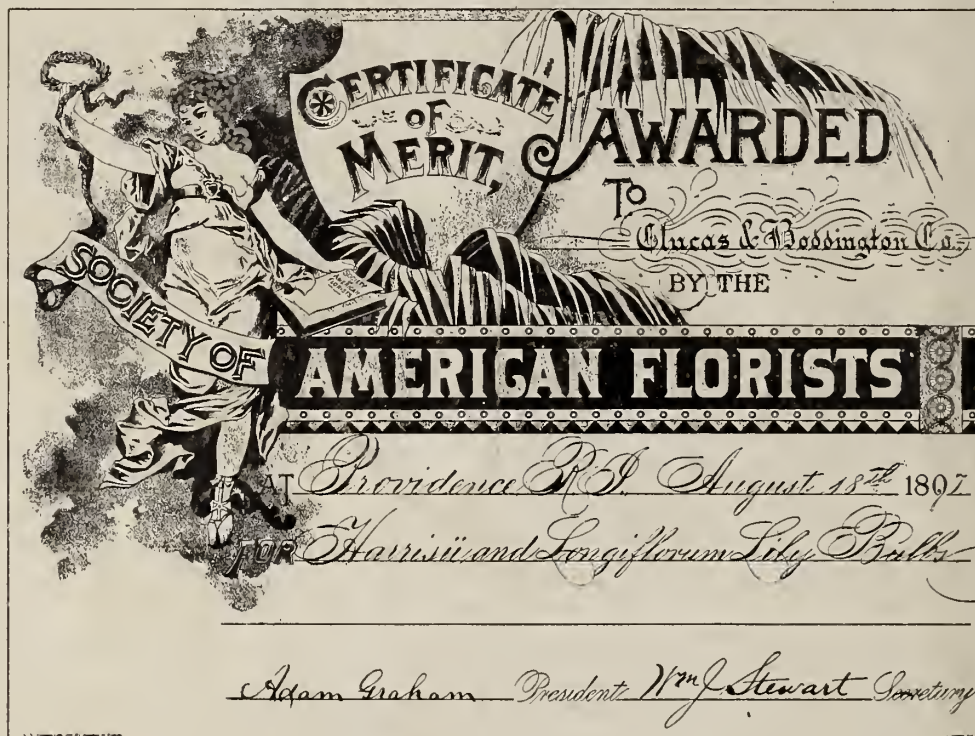 CERTIFICATE
OF
MERIT,
AWARDED
TO
Clucas & Boddington Co.
BY THE
SOCIETY OF
AMERICAN FLORISTS
AT Providence R.I. August 18th 1897
FOR Harrisii and Longiflorum Lily Bulbs
Adam Graham President Wm J. Stewart Secretary